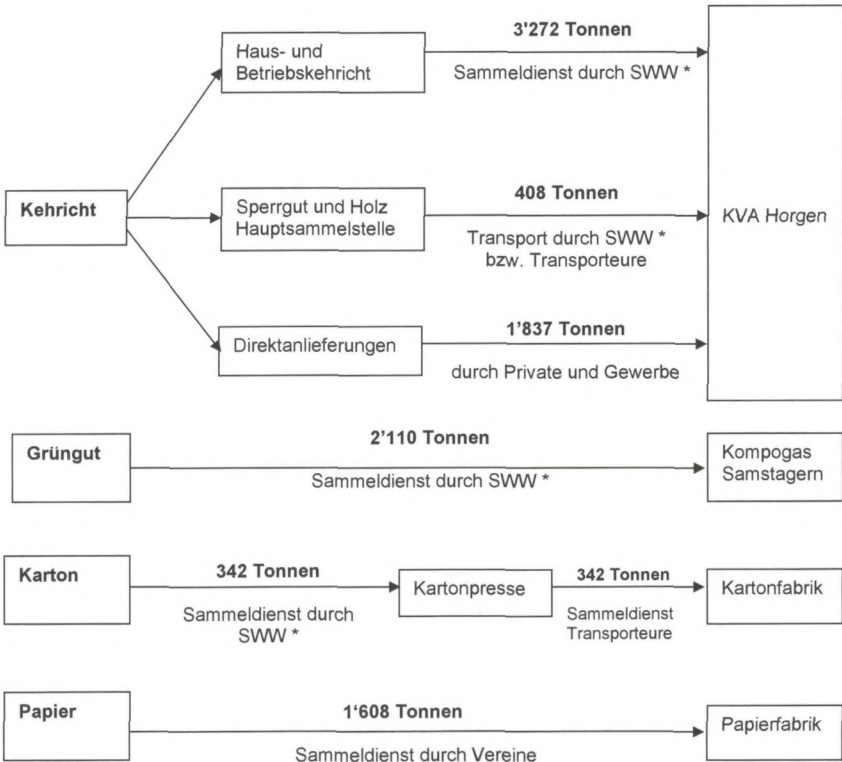 3'272 Tonnen
Haus- und
Betriebskehricht
Sammeldienst durch SWW *
Kehricht
Sperrgut und Holz
Hauptsammelstelle
408 Tonnen
Transport durch SWW *
bzw. Transporteure
KVA Horgen
Direktanlieferungen
1'837 Tonnen
durch Private und Gewerbe
Grüngut
2'110 Tonnen
Sammeldienst durch SWW *
Kompogas
Samstagern
Karton
342 Tonnen
Sammeldienst durch
SWW *
Kartonpresse
342 Tonnen
Sammeldienst
Transporteure
Kartonfabrik
Papier
1'608 Tonnen
Sammeldienst durch Vereine
Papierfabrik